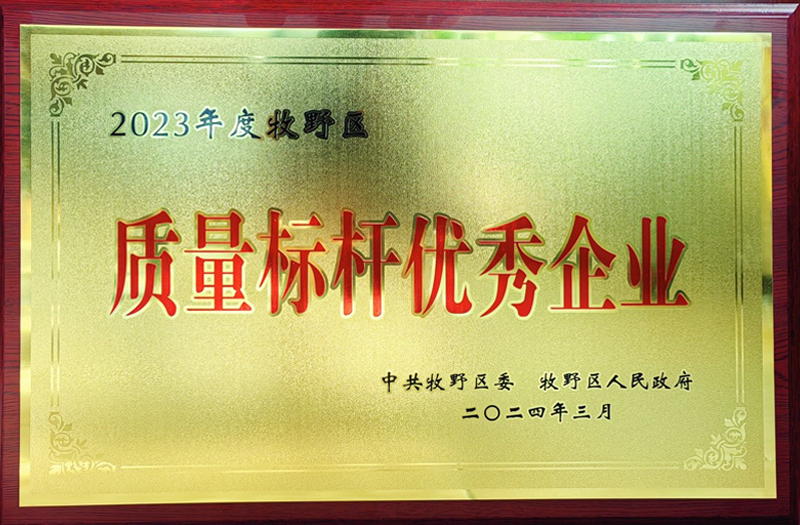 2023年度牧野区
质量标杆优秀企业
中共牧野区委 牧野区人民政府
二〇二四年三月